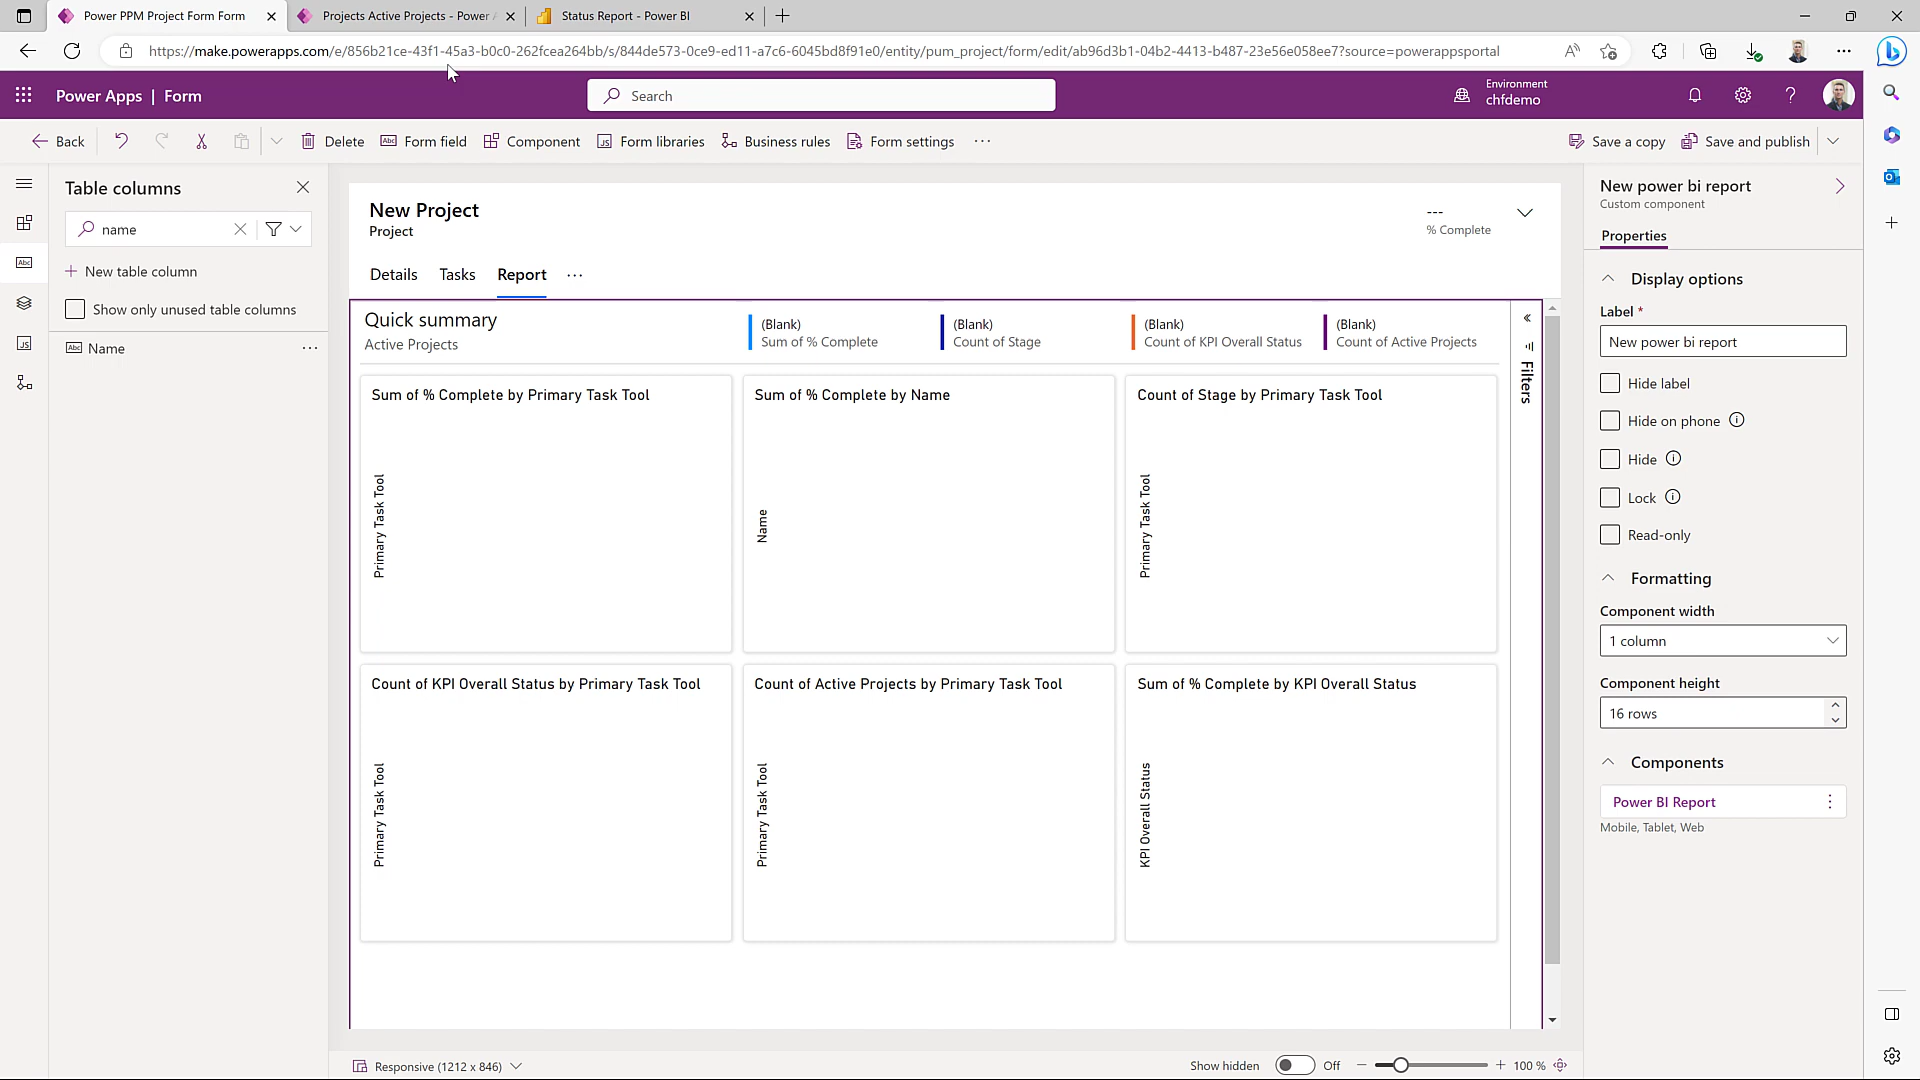 Power PPM Project Form Form
Projects Active Projects - Power A
Status Report - Power BI
https://make.powerapps.com/e/856b21ce-43f1-45a3-b0c0-262fcea264bb/s/844de573-0ce9-ed11-a7c6-6045bd8f91e0/entity/pum_project/form/edit/ab96d3b1-04b2-4413-b487-23e56e058ee7?source=powerappsportal
Power Apps | Form
Search
Environment
chfdemo
Back
Delete
Form field
Component
Form libraries
Business rules
Form settings
Save a copy
Save and publish
Table columns
name
New table column
Show only unused table columns
Abc Name
New Project
Project
---
% Complete
Details
Tasks
Report
Quick summary
Active Projects
(Blank)
Sum of % Complete
(Blank)
Count of Stage
(Blank)
Count of KPI Overall Status
(Blank)
Count of Active Projects
Filters
Sum of % Complete by Primary Task Tool
Primary Task Tool
Sum of % Complete by Name
Name
Count of Stage by Primary Task Tool
Primary Task Tool
Count of KPI Overall Status by Primary Task Tool
Primary Task Tool
Count of Active Projects by Primary Task Tool
Primary Task Tool
Sum of % Complete by KPI Overall Status
KPI Overall Status
Responsive (1212 x 846)
Show hidden
Off
100 %
New power bi report
Custom component
Properties
Display options
Label *
New power bi report
Hide label
Hide on phone
Hide
Lock
Read-only
Formatting
Component width
1 column
Component height
16 rows
Components
Power BI Report
Mobile, Tablet, Web